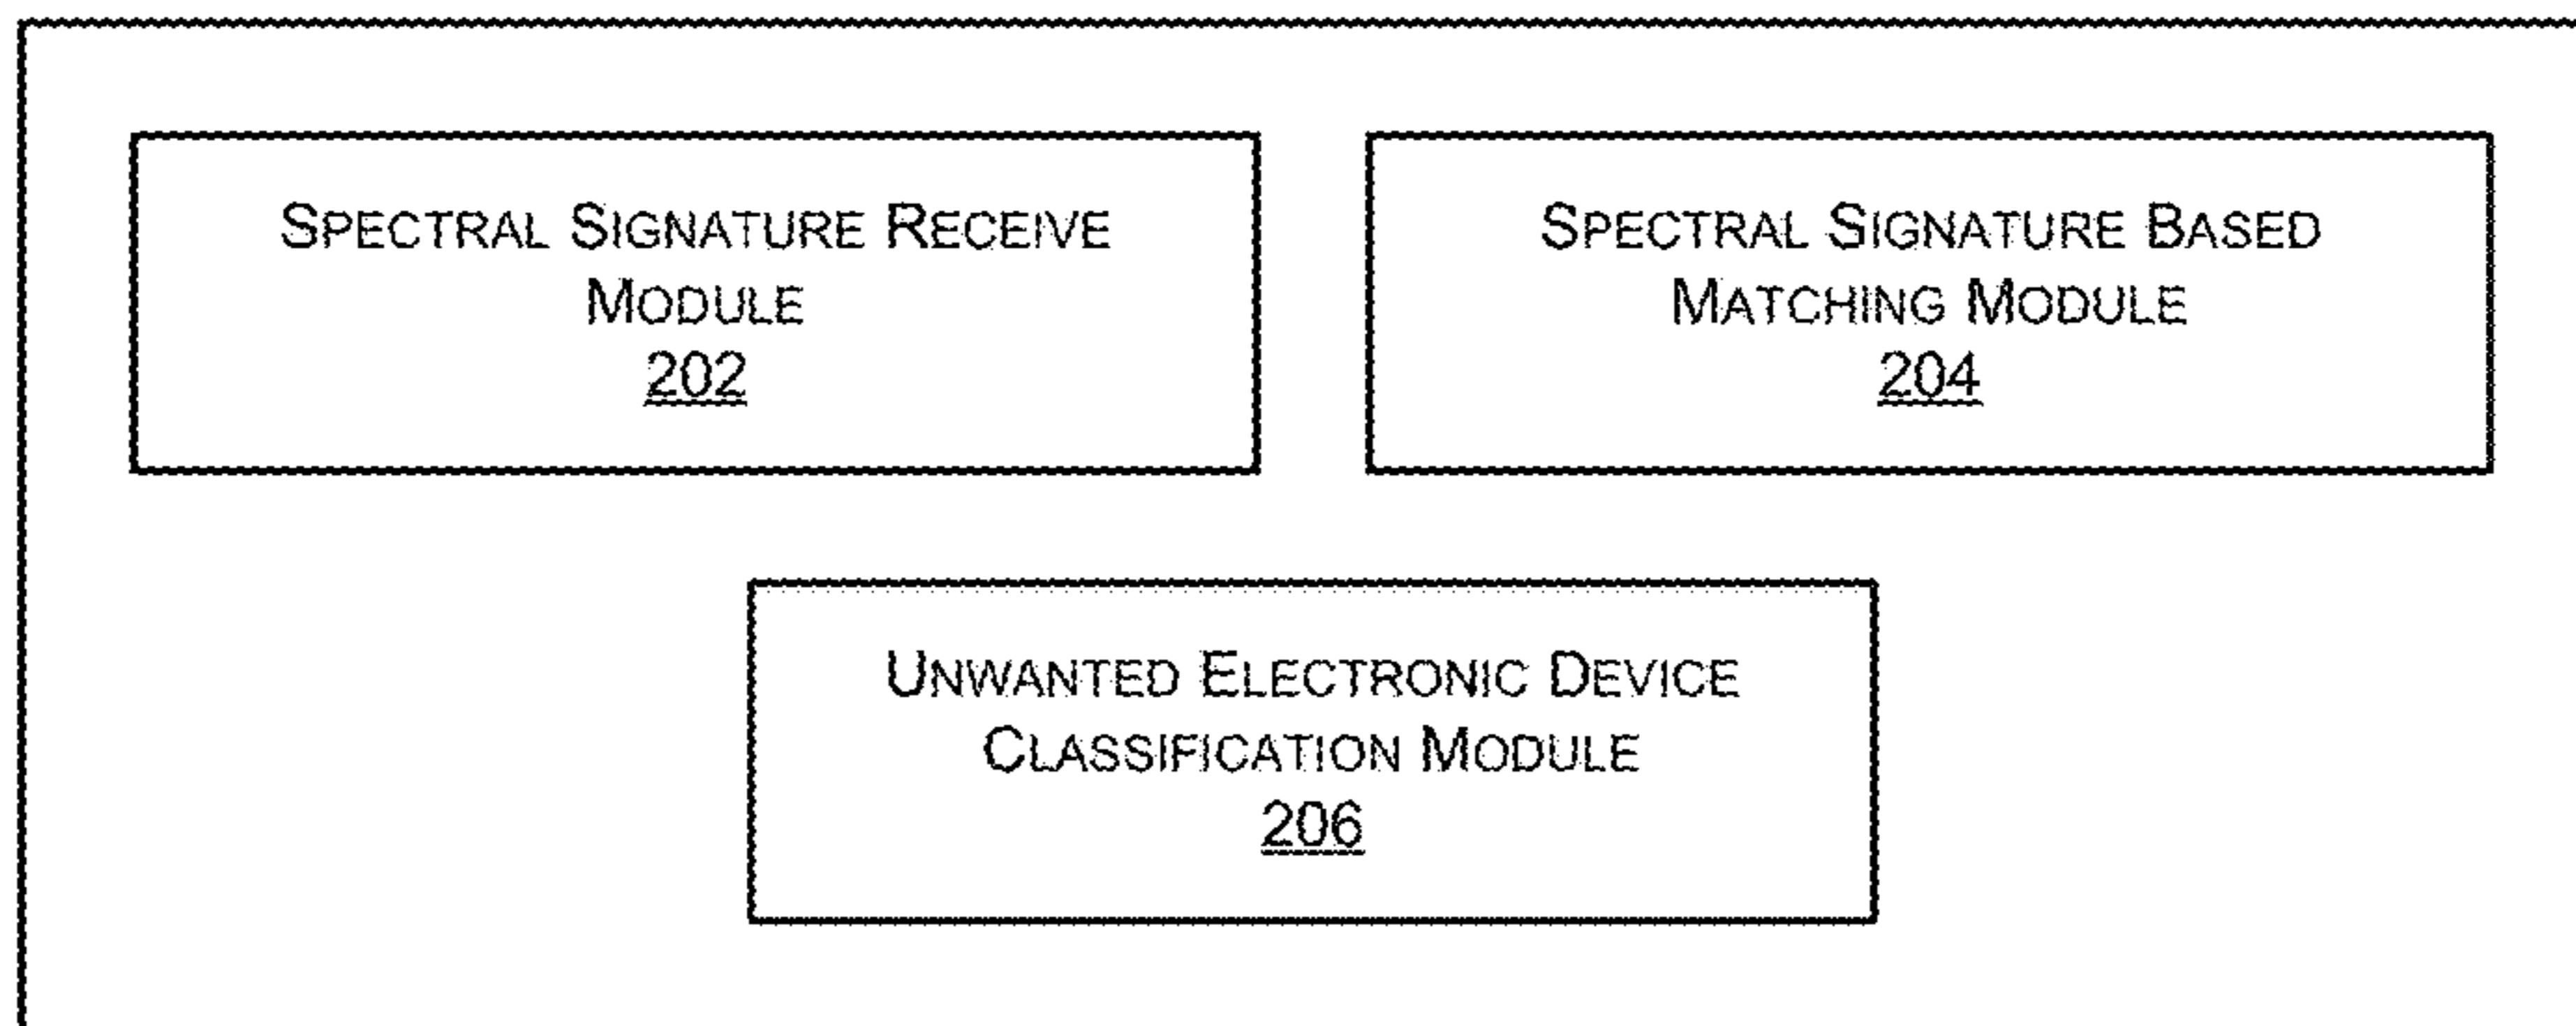 SPECTRAL SIGNATURE RECEIVE
MODULE
202
SPECTRAL SIGNATURE BASED
MATCHING MODULE
204
UNWANTED ELECTRONIC DEVICE
CLASSIFICATION MODULE
206